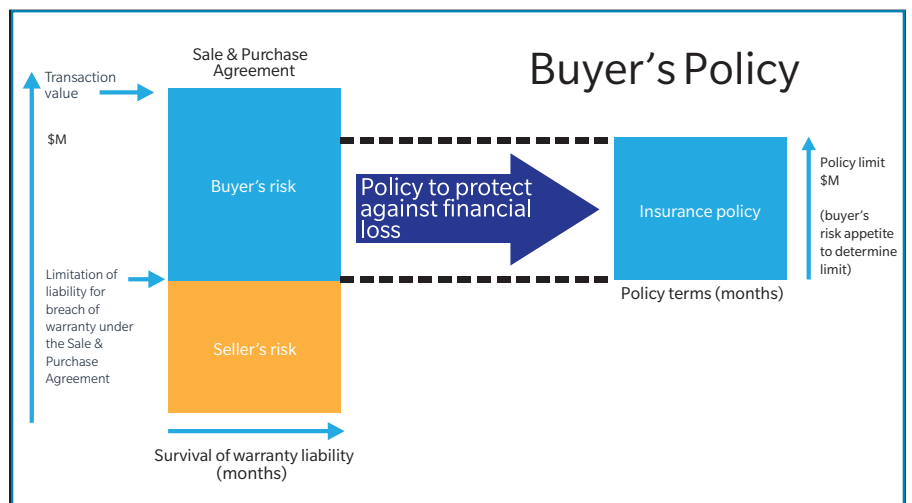 Buyer's Policy
Sale & Purchase
Agreement
Transaction
value
$M
Buyer's risk
Limitation of
liability for
breach of
warranty under
the Sale &
Purchase
Agreement
Seller's risk
Survival of warranty liability
(months)
Policy to protect
against financial
loss
Insurance policy
Policy terms (months)
Policy limit
$M
(buyer's
risk appetite
to determine
limit)